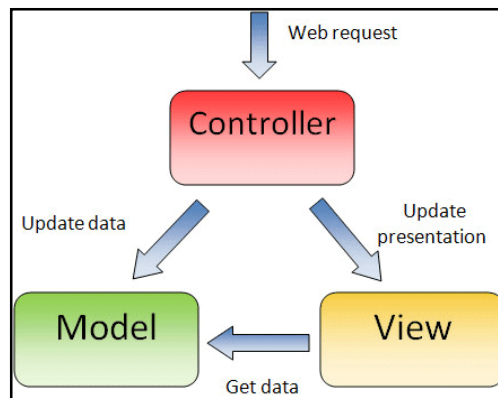 Web request
Controller
Update data
Update
presentation
Model
View
Get data